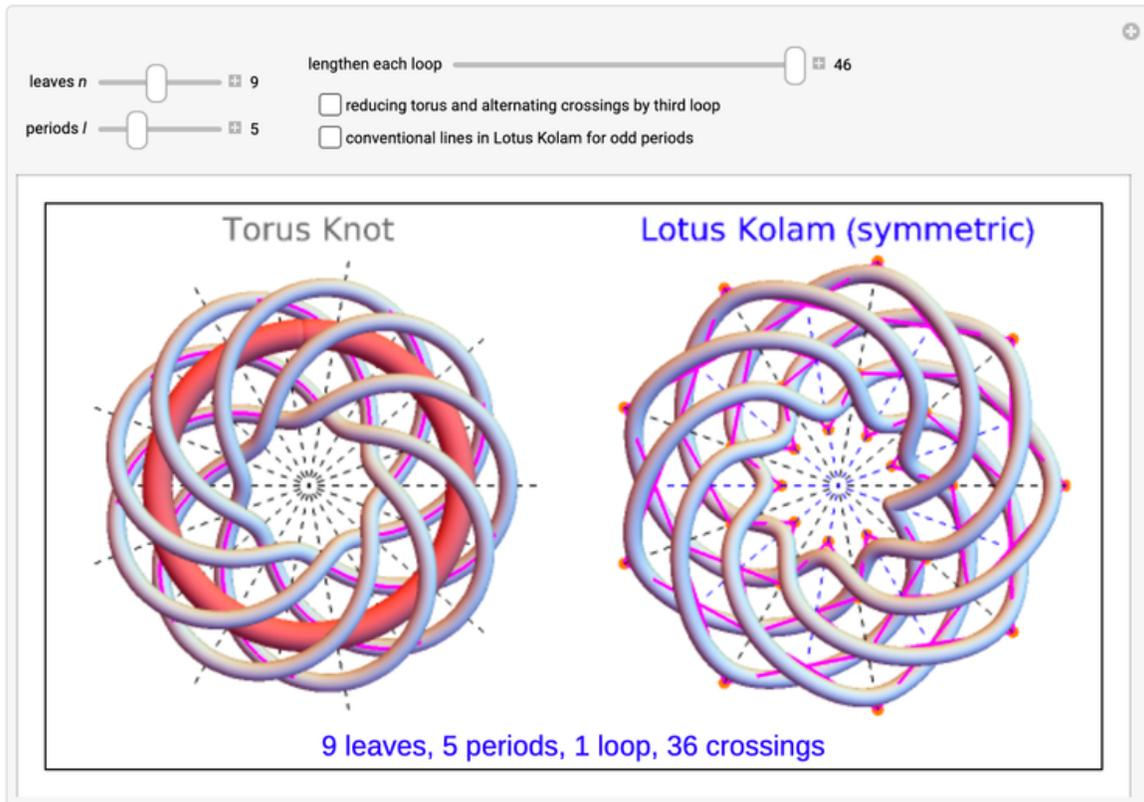 leaves n 9
periods l 5
lengthen each loop 46
reducing torus and alternating crossings by third loop
conventional lines in Lotus Kolam for odd periods
Torus Knot
Lotus Kolam (symmetric)
9 leaves, 5 periods, 1 loop, 36 crossings